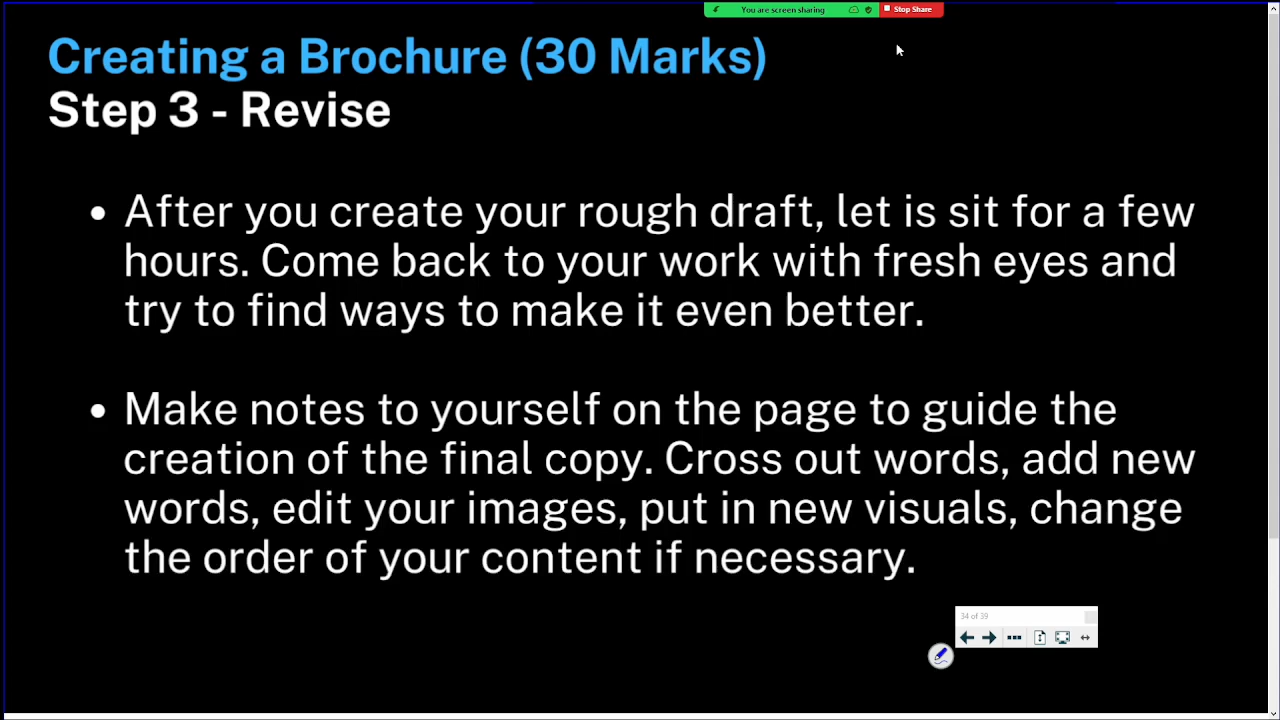 You are screen sharing
Stop Share
Creating a Brochure (30 Marks)
Step 3 - Revise
• After you create your rough draft, let is sit for a few
hours. Come back to your work with fresh eyes and
try to find ways to make it even better.
• Make notes to yourself on the page to guide the
creation of the final copy. Cross out words, add new
words, edit your images, put in new visuals, change
the order of your content if necessary.
34 of 39